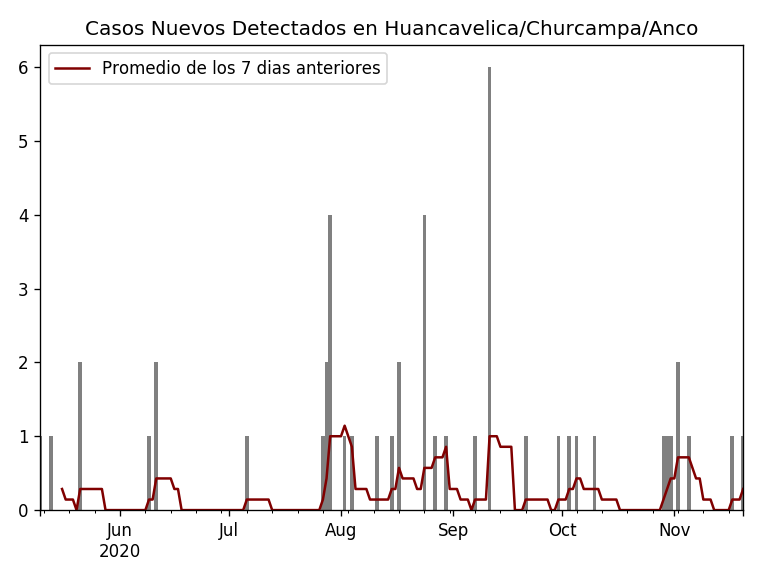 Casos Nuevos Detectados en Huancavelica/Churcampa/Anco
Promedio de los 7 dias anteriores
6
5
4
3
2
1
0
Jun Jul Aug Sep Oct Nov
2020